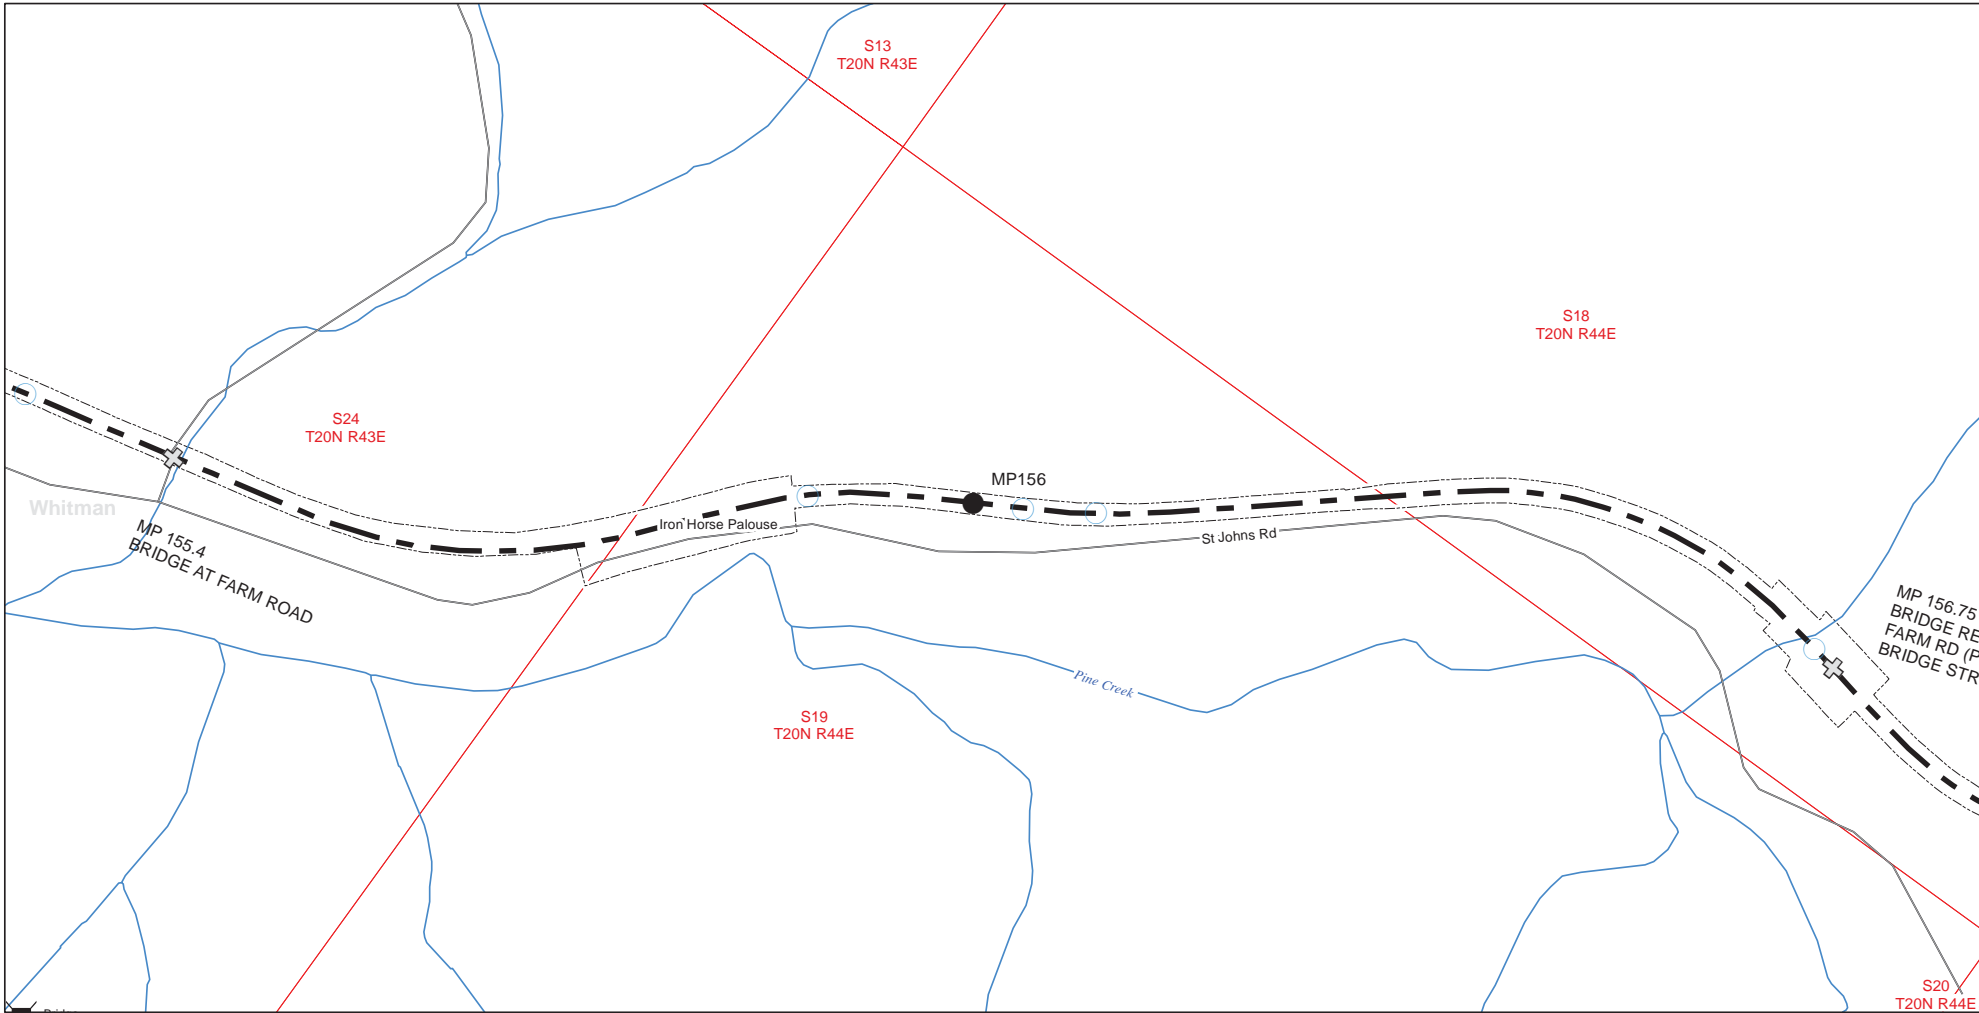 S13
T20N R43E
S18
T20N R44E
S24
T20N R43E
MP156
Whitman
Iron Horse Palouse
St Johns Rd
MP 155.4
BRIDGE AT FARM ROAD
MP 156.75
BRIDGE RE
FARM RD (P
BRIDGE STR
Pine Creek
S19
T20N R44E
S20
T20N R44E